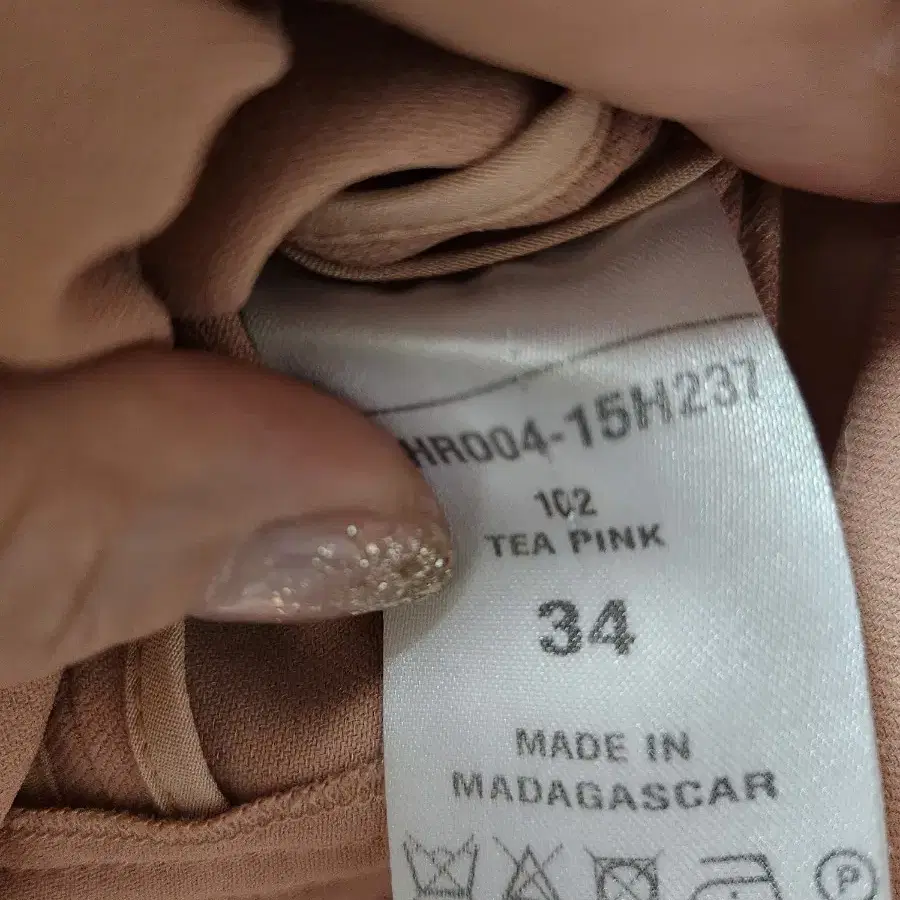 HR004-15H237
102
TEA PINK
34
MADE IN
MADAGASCAR
P